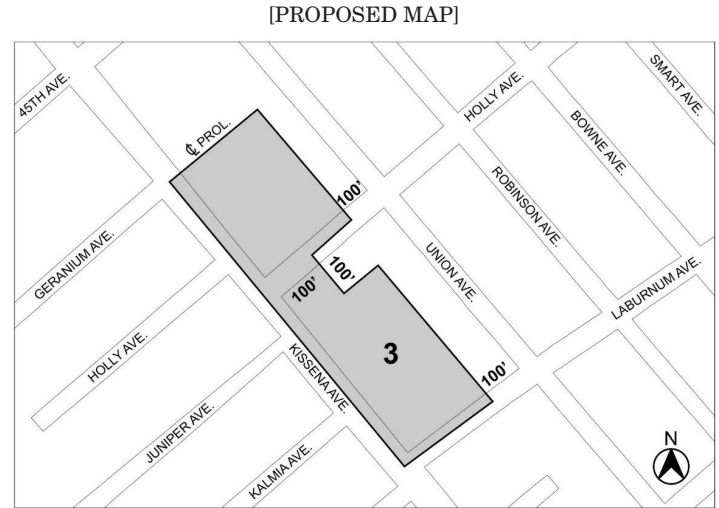 [PROPOSED MAP]
45TH AVE.
℄ PROL.
HOLLY AVE.
SMART AVE.
BOWNE AVE.
ROBINSON AVE.
100'
GERANIUM AVE.
UNION AVE.
100'
100'
LABURNUM AVE.
HOLLY AVE.
KISSENA AVE.
3
100'
JUNIPER AVE.
KALMIA AVE.
N